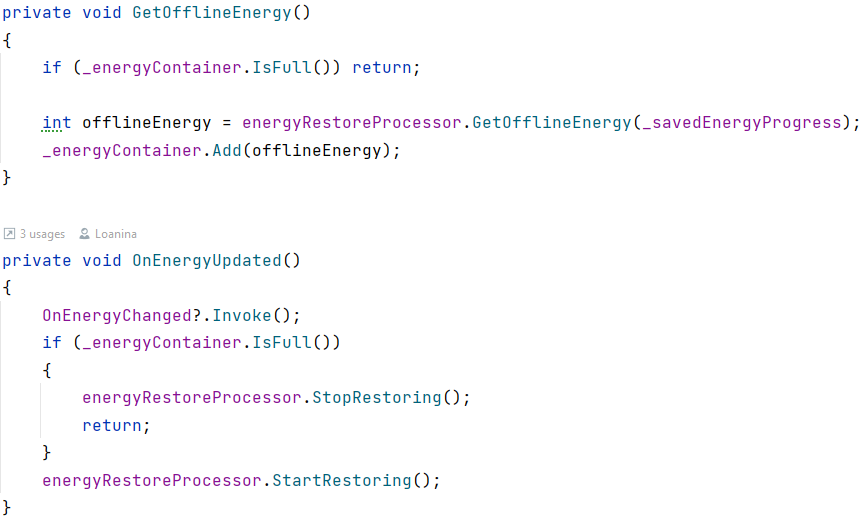 private void GetOfflineEnergy()
{
    if (_energyContainer.IsFull()) return;

    int offlineEnergy = energyRestoreProcessor.GetOfflineEnergy(_savedEnergyProgress);
    _energyContainer.Add(offlineEnergy);
}

3 usages Loanina
private void OnEnergyUpdated()
{
    OnEnergyChanged?.Invoke();
    if (_energyContainer.IsFull())
    {
        energyRestoreProcessor.StopRestoring();
        return;
    }
    energyRestoreProcessor.StartRestoring();
}